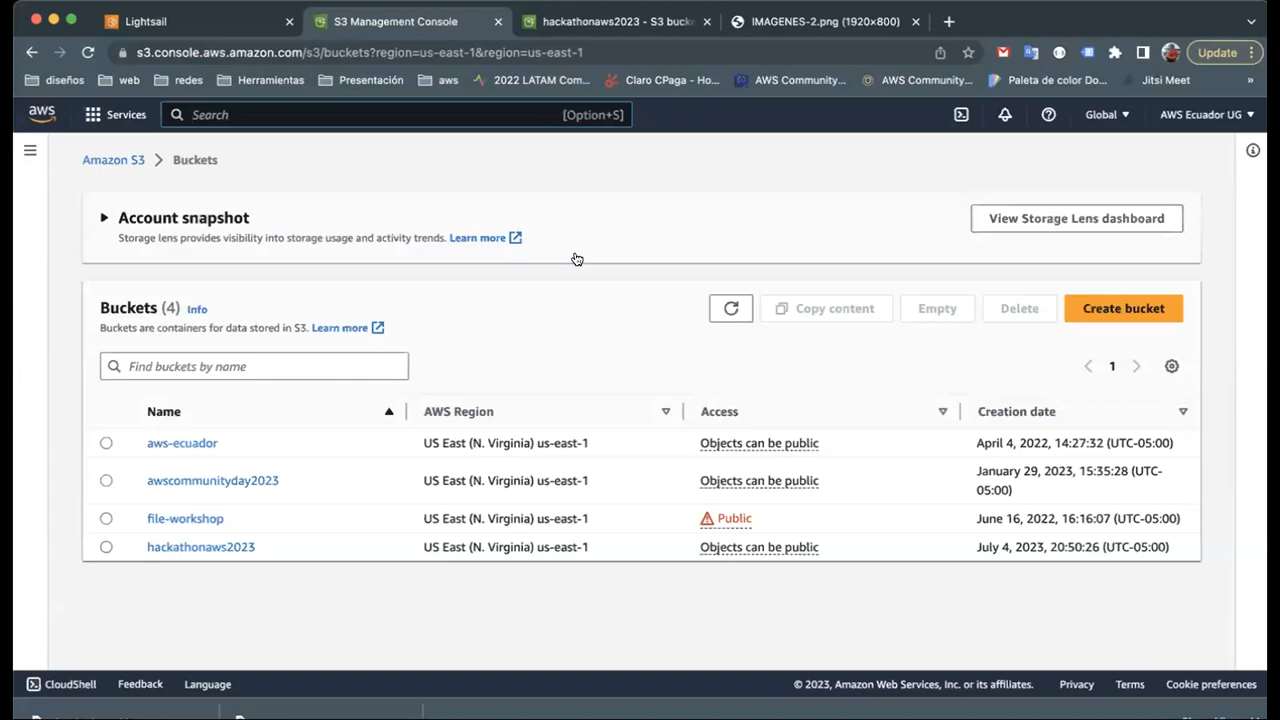 Lightsail
S3 Management Console
hackathonaws2023 - S3 bucke
IMAGENES-2.png (1920×800)
s3.console.aws.amazon.com/s3/buckets?region=us-east-1&region=us-east-1
Update
diseños
web
redes
Herramientas
Presentación
aws
2022 LATAM Com...
Claro CPaga - Ho...
AWS Community...
AWS Community...
Paleta de color Do...
Jitsi Meet
»
aws
Services
Search
[Option+S]
Global
AWS Ecuador UG
Amazon S3
Buckets
Account snapshot
Storage lens provides visibility into storage usage and activity trends. Learn more
View Storage Lens dashboard
Buckets (4) Info
Buckets are containers for data stored in S3. Learn more
Copy content
Empty
Delete
Create bucket
Find buckets by name
1
Name
AWS Region
Access
Creation date
aws-ecuador
US East (N. Virginia) us-east-1
Objects can be public
April 4, 2022, 14:27:32 (UTC-05:00)
awscommunityday2023
US East (N. Virginia) us-east-1
Objects can be public
January 29, 2023, 15:35:28 (UTC-
05:00)
file-workshop
US East (N. Virginia) us-east-1
Public
June 16, 2022, 16:16:07 (UTC-05:00)
hackathonaws2023
US East (N. Virginia) us-east-1
Objects can be public
July 4, 2023, 20:50:26 (UTC-05:00)
CloudShell
Feedback
Language
© 2023, Amazon Web Services, Inc. or its affiliates.
Privacy
Terms
Cookie preferences